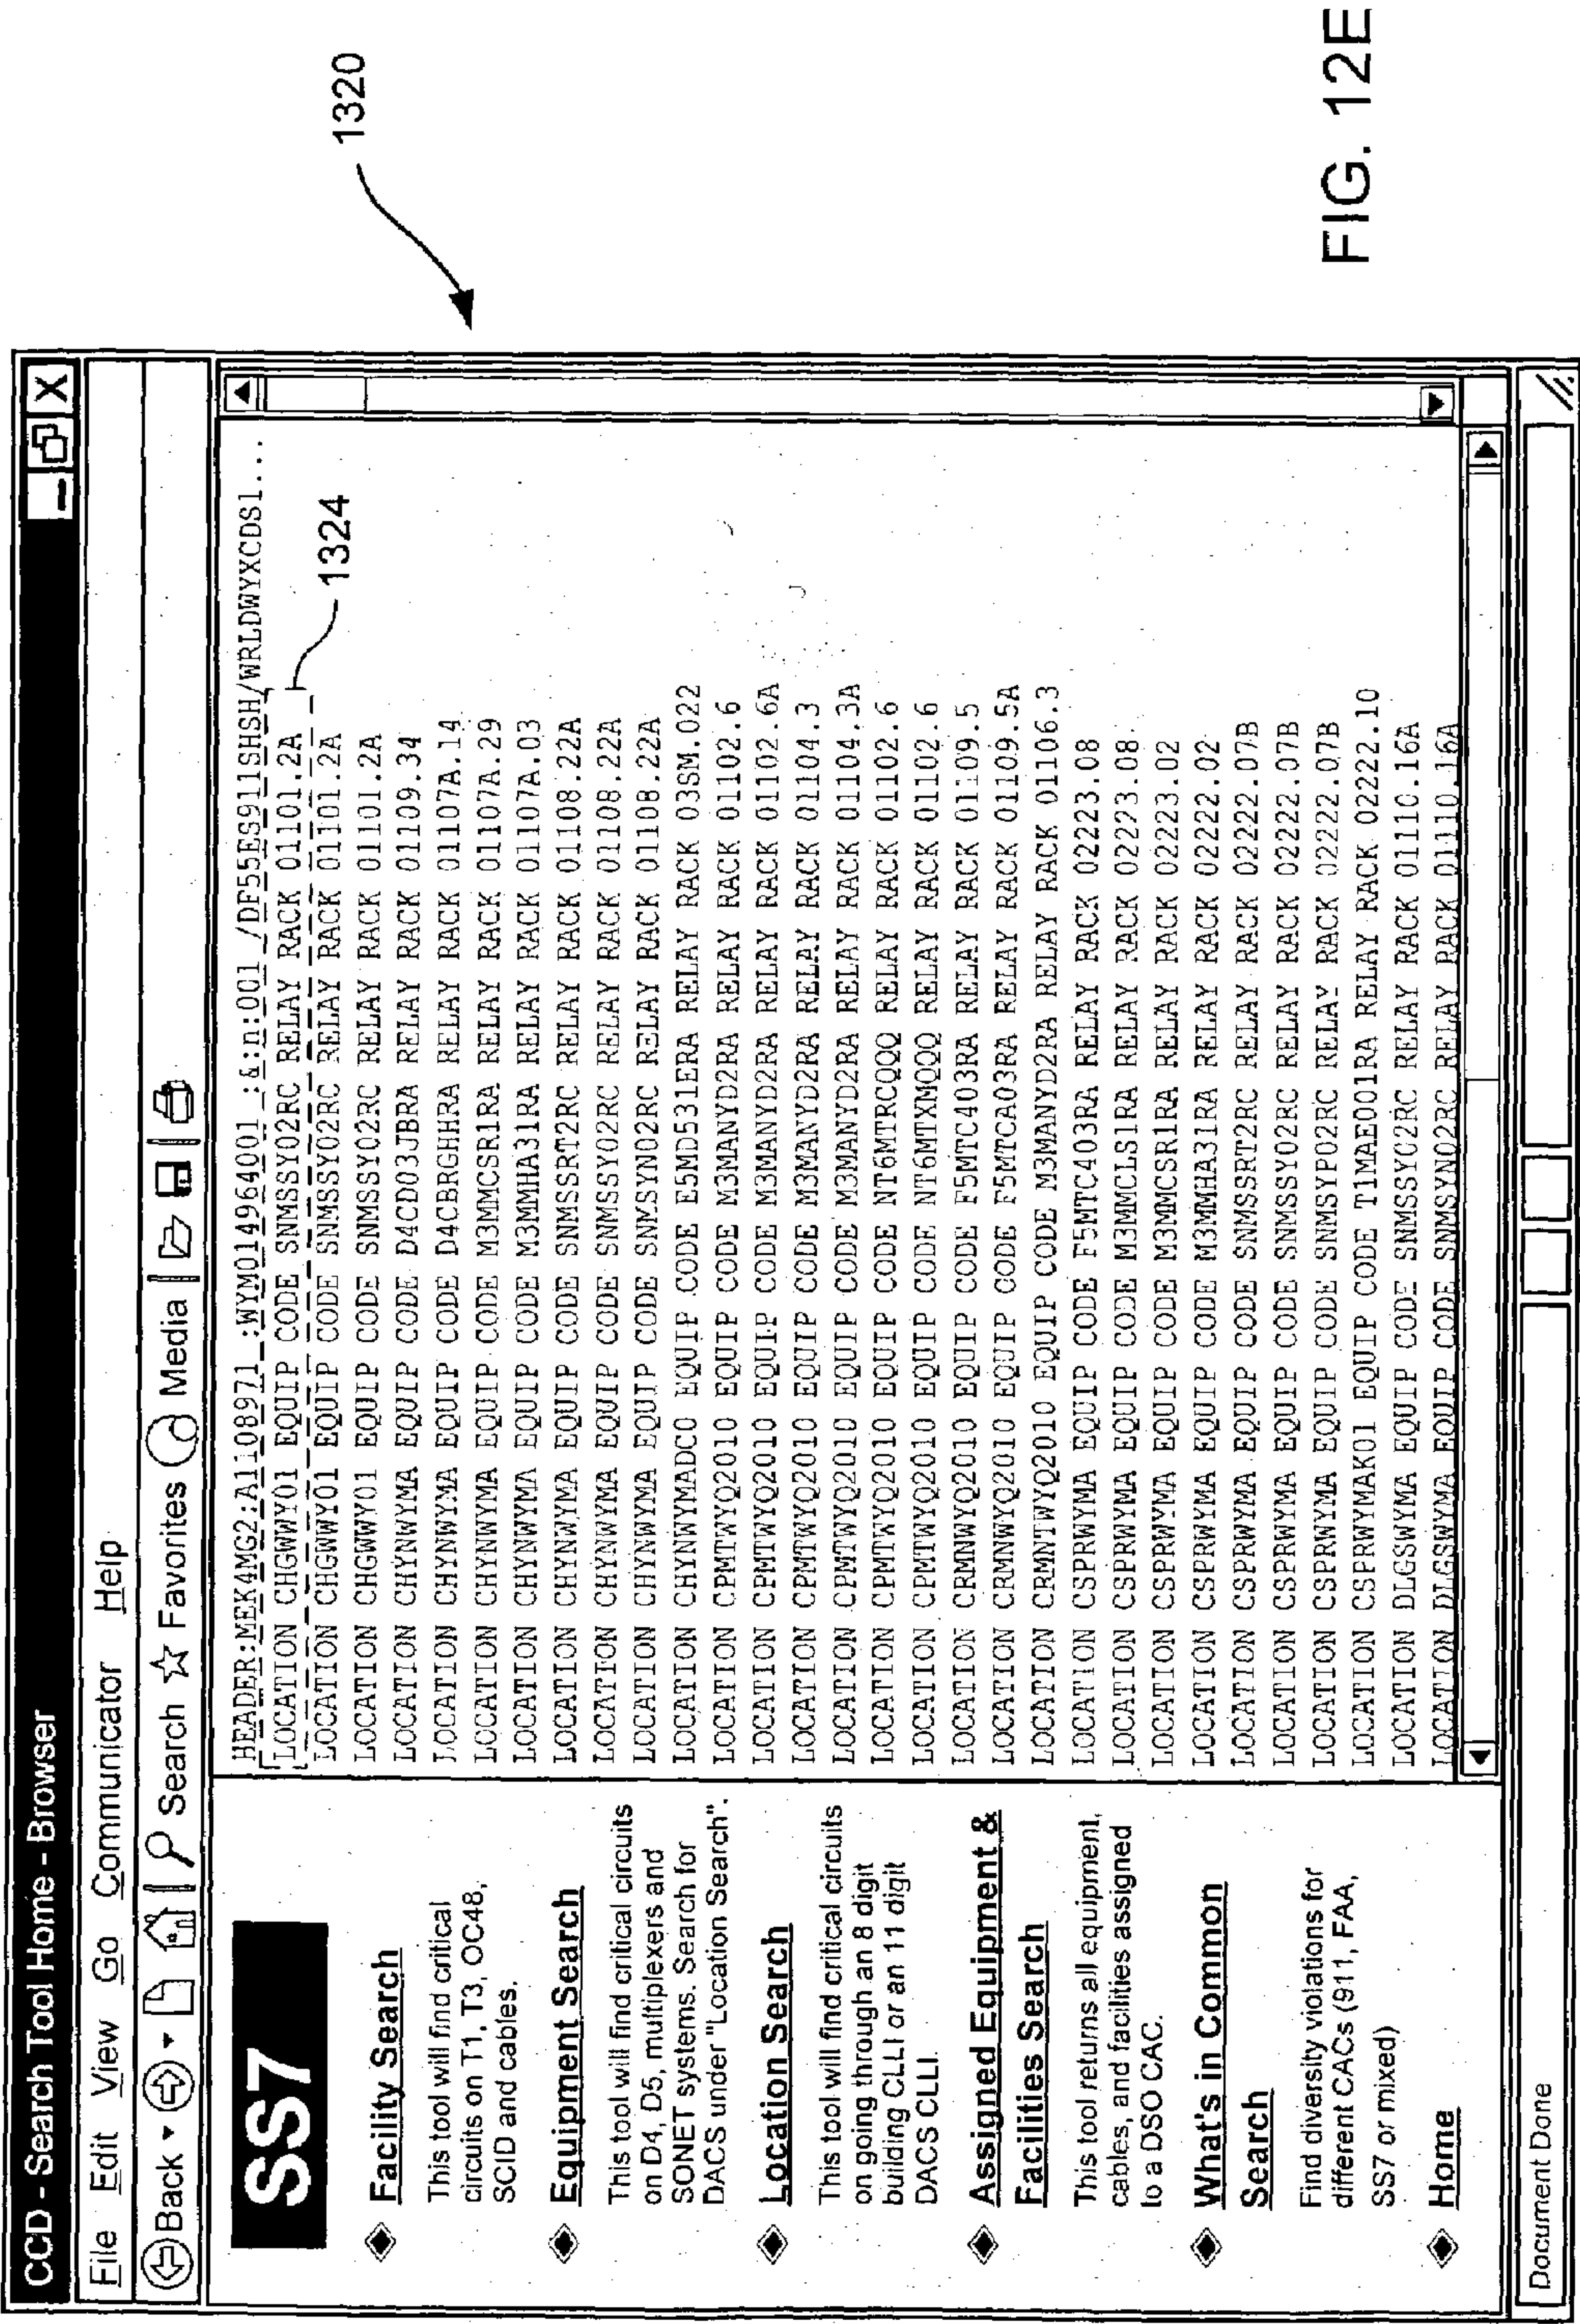 CCD - Search Tool Home - Browser
File Edit View Go Communicator Help
Back Search Favorites Media
SS7
Facility Search
This tool will find critical
circuits on T1, T3, OC48,
SCID and cables.
Equipment Search
This tool will find critical circuits
on D4, D5, multiplexers and
SONET systems. Search for
DACS under "Location Search".
Location Search
This tool will find critical circuits
on going through an 8 digit
building CLLI or an 11 digit
DACS CLLI.
Assigned Equipment &
Facilities Search
This tool returns all equipment,
cables, and facilities assigned
to a DSO CAC.
What's in Common
Search
Find diversity violations for
different CACs (911, FAA,
SS7 or mixed)
Home
HEADER:MEK4MG2:A1108971_:WYM014964001_:&:n:001_/DF55ES911SHSH/WRLDWYXCDS1...
LOCATION CHGWWY01 EQUIP CODE SNMSSY02RC RELAY RACK 01101.2A
LOCATION CHGWWY01 EQUIP CODE SNMSSY02RC RELAY RACK 01101.2A
LOCATION CHGWWY01 EQUIP CODE SNMSSY02RC RELAY RACK 01101.2A
LOCATION CHYNWYMA EQUIP CODE D4CD03JBRA RELAY RACK 01109.34
LOCATION CHYNWYMA EQUIP CODE D4CBRGHHRA RELAY RACK 01107A.14
LOCATION CHYNWYMA EQUIP CODE M3MMCSR1RA RELAY RACK 01107A.29
LOCATION CHYNWYMA EQUIP CODE M3MMHA31RA RELAY RACK 01107A.03
LOCATION CHYNWYMA EQUIP CODE SNMSSRT2RC RELAY RACK 01108.22A
LOCATION CHYNWYMA EQUIP CODE SNMSSY02RC RELAY RACK 01108.22A
LOCATION CHYNWYMA EQUIP CODE SNMSYN02RC RELAY RACK 01108.22A
LOCATION CHYNWYMADC0 EQUIP CODE E5MD531ERA RELAY RACK 03SM.022
LOCATION CPMTWYQ2010 EQUIP CODE M3MANYD2RA RELAY RACK 01102.6
LOCATION CPMTWYQ2010 EQUIP CODE M3MANYD2RA RELAY RACK 01102.6A
LOCATION CPMTWYQ2010 EQUIP CODE M3MANYD2RA RELAY RACK 01104.3
LOCATION CPMTWYQ2010 EQUIP CODE M3MANYD2RA RELAY RACK 01104.3A
LOCATION CPMTWYQ2010 EQUIP CODE NT6MTRCQQQ RELAY RACK 01102.6
LOCATION CPMTWYQ2010 EQUIP CODE NT6MTXMQQQ RELAY RACK 01102.6
LOCATION CRMNWYQ2010 EQUIP CODE F5MTC403RA RELAY RACK 01109.5
LOCATION CRMNWYQ2010 EQUIP CODE F5MTCA03RA RELAY RACK 01109.5A
LOCATION CRMNTWYQ2010 EQUIP CODE M3MANYD2RA RELAY RACK 01106.3
LOCATION CSPRWYMA EQUIP CODE F5MTC403RA RELAY RACK 02223.08
LOCATION CSPRWYMA EQUIP CODE M3MMCLS1RA RELAY RACK 02223.08
LOCATION CSPRWYMA EQUIP CODE M3MMCSR1RA RELAY RACK 02223.02
LOCATION CSPRWYMA EQUIP CODE M3MMHA31RA RELAY RACK 02222.02
LOCATION CSPRWYMA EQUIP CODE SNMSSRT2RC RELAY RACK 02222.07B
LOCATION CSPRWYMA EQUIP CODE SNMSSY02RC RELAY RACK 02222.07B
LOCATION CSPRWYMA EQUIP CODE SNMSYP02RC RELAY RACK 02222.07B
LOCATION CSPRWYMAK01 EQUIP CODE T1MAE001RA RELAY RACK 02222.10
LOCATION DLGSWYMA EQUIP CODE SNMSSY02RC RELAY RACK 01110.16A
LOCATION DLGSWYMA EQUIP CODE SNMSYN02RC RELAY RACK 01110.16A
1324
Document Done
1320
FIG. 12E